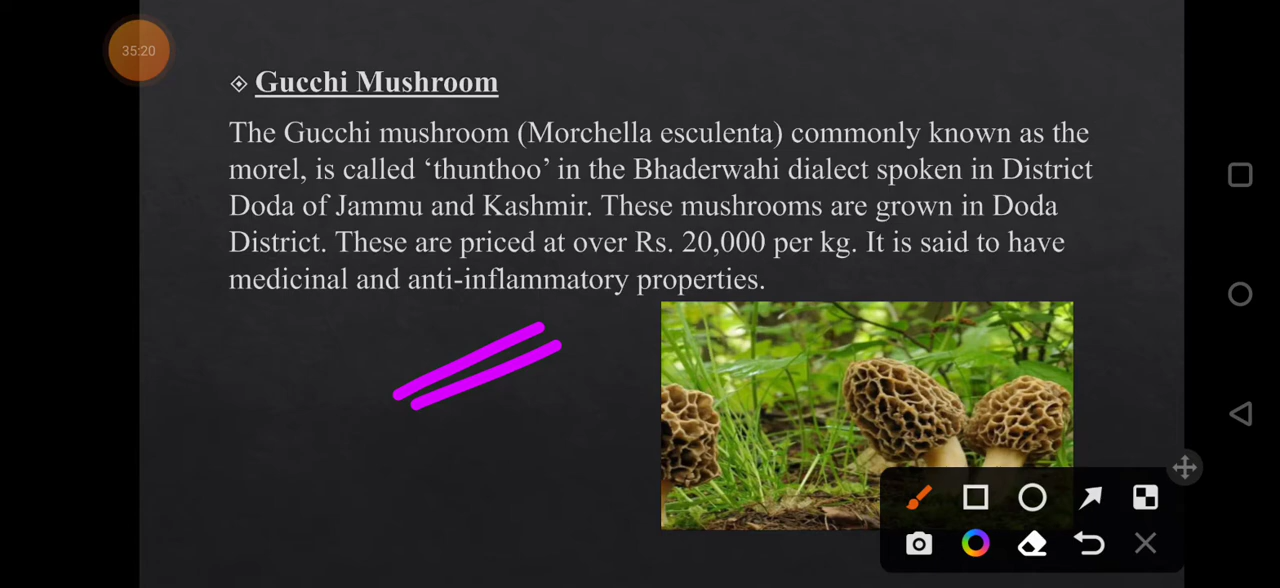 35:20
Gucchi Mushroom
The Gucchi mushroom (Morchella esculenta) commonly known as the
morel, is called ‘thunthoo’ in the Bhaderwahi dialect spoken in District
Doda of Jammu and Kashmir. These mushrooms are grown in Doda
District. These are priced at over Rs. 20,000 per kg. It is said to have
medicinal and anti-inflammatory properties.